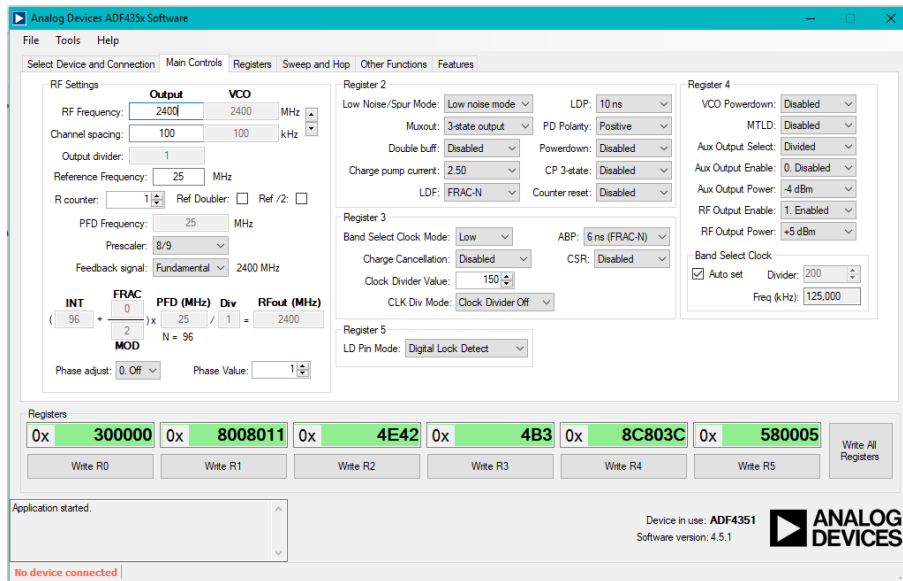 Analog Devices ADF435x Software
File Tools Help
Select Device and Connection Main Controls Registers Sweep and Hop Other Functions Features
RF Settings
Output VCO
RF Frequency: 2400 2400 MHz
Channel spacing: 100 100 kHz
Output divider: 1
Reference Frequency: 25 MHz
R counter: 1 Ref Doubler: Ref /2:
PFD Frequency: 25 MHz
Prescaler: 8/9
Feedback signal: Fundamental 2400 MHz
INT FRAC PFD (MHz) Div RFout (MHz)
( 96 + 0 ) x 25 / 1 = 2400
2 N = 96
MOD
Phase adjust: 0. Off Phase Value: 1
Register 2
Low Noise/Spur Mode: Low noise mode LDP: 10 ns
Muxout: 3-state output PD Polarity: Positive
Double buff: Disabled Powerdown: Disabled
Charge pump current: 2.50 CP 3-state: Disabled
LDF: FRAC-N Counter reset: Disabled
Register 3
Band Select Clock Mode: Low ABP: 6 ns (FRAC-N)
Charge Cancellation: Disabled CSR: Disabled
Clock Divider Value: 150
CLK Div Mode: Clock Divider Off
Register 5
LD Pin Mode: Digital Lock Detect
Register 4
VCO Powerdown: Disabled
MTLD: Disabled
Aux Output Select: Divided
Aux Output Enable: 0. Disabled
Aux Output Power: -4 dBm
RF Output Enable: 1. Enabled
RF Output Power: +5 dBm
Band Select Clock
Auto set Divider: 200
Freq (kHz): 125,000
Registers
0x 300000 0x 8008011 0x 4E42 0x 4B3 0x 8C803C 0x 580005
Write R0 Write R1 Write R2 Write R3 Write R4 Write R5 Write All Registers
Application started.
Device in use: ADF4351
Software version: 4.5.1
ANALOG
DEVICES
No device connected